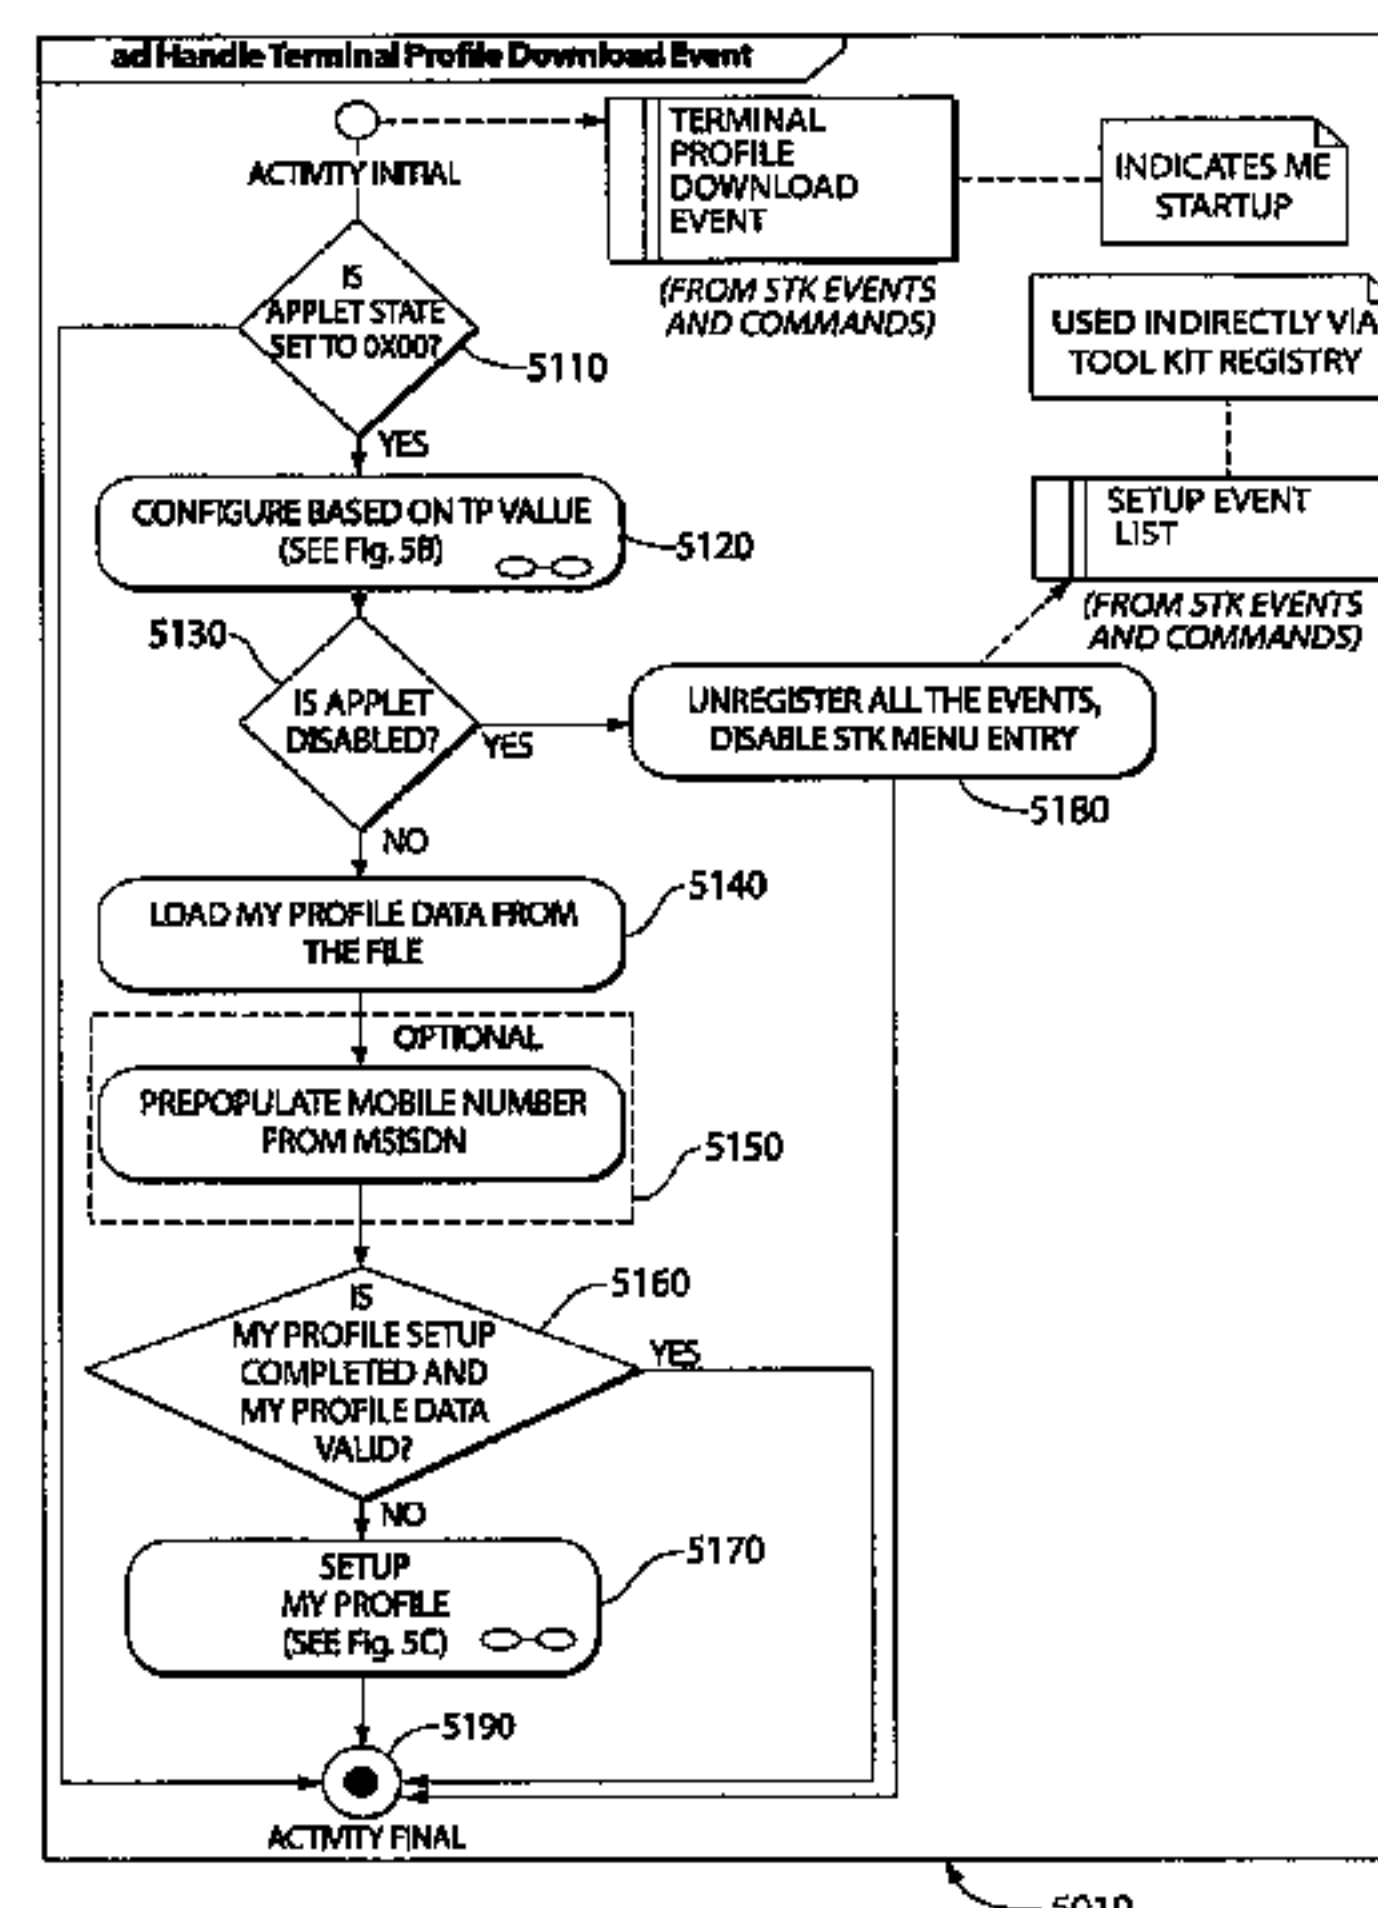 ad Handle Terminal Profile Download Event
ACTIVITY INITIAL
TERMINAL
PROFILE
DOWNLOAD
EVENT
(FROM STK EVENTS
AND COMMANDS)
INDICATES ME
STARTUP
IS
APPLET STATE
SET TO 0X00?
5110
YES
USED INDIRECTLY VIA
TOOL KIT REGISTRY
CONFIGURE BASED ON TP VALUE
(SEE Fig. 5B)
5120
SETUP EVENT
LIST
(FROM STK EVENTS
AND COMMANDS)
5130
IS APPLET
DISABLED?
YES
UNREGISTER ALL THE EVENTS,
DISABLE STK MENU ENTRY
5180
NO
LOAD MY PROFILE DATA FROM
THE FILE
5140
OPTIONAL
PREPOPULATE MOBILE NUMBER
FROM MSISDN
5150
IS
MY PROFILE SETUP
COMPLETED AND
MY PROFILE DATA
VALID?
5160
YES
NO
SETUP
MY PROFILE
(SEE Fig. 5C)
5170
5190
ACTIVITY FINAL